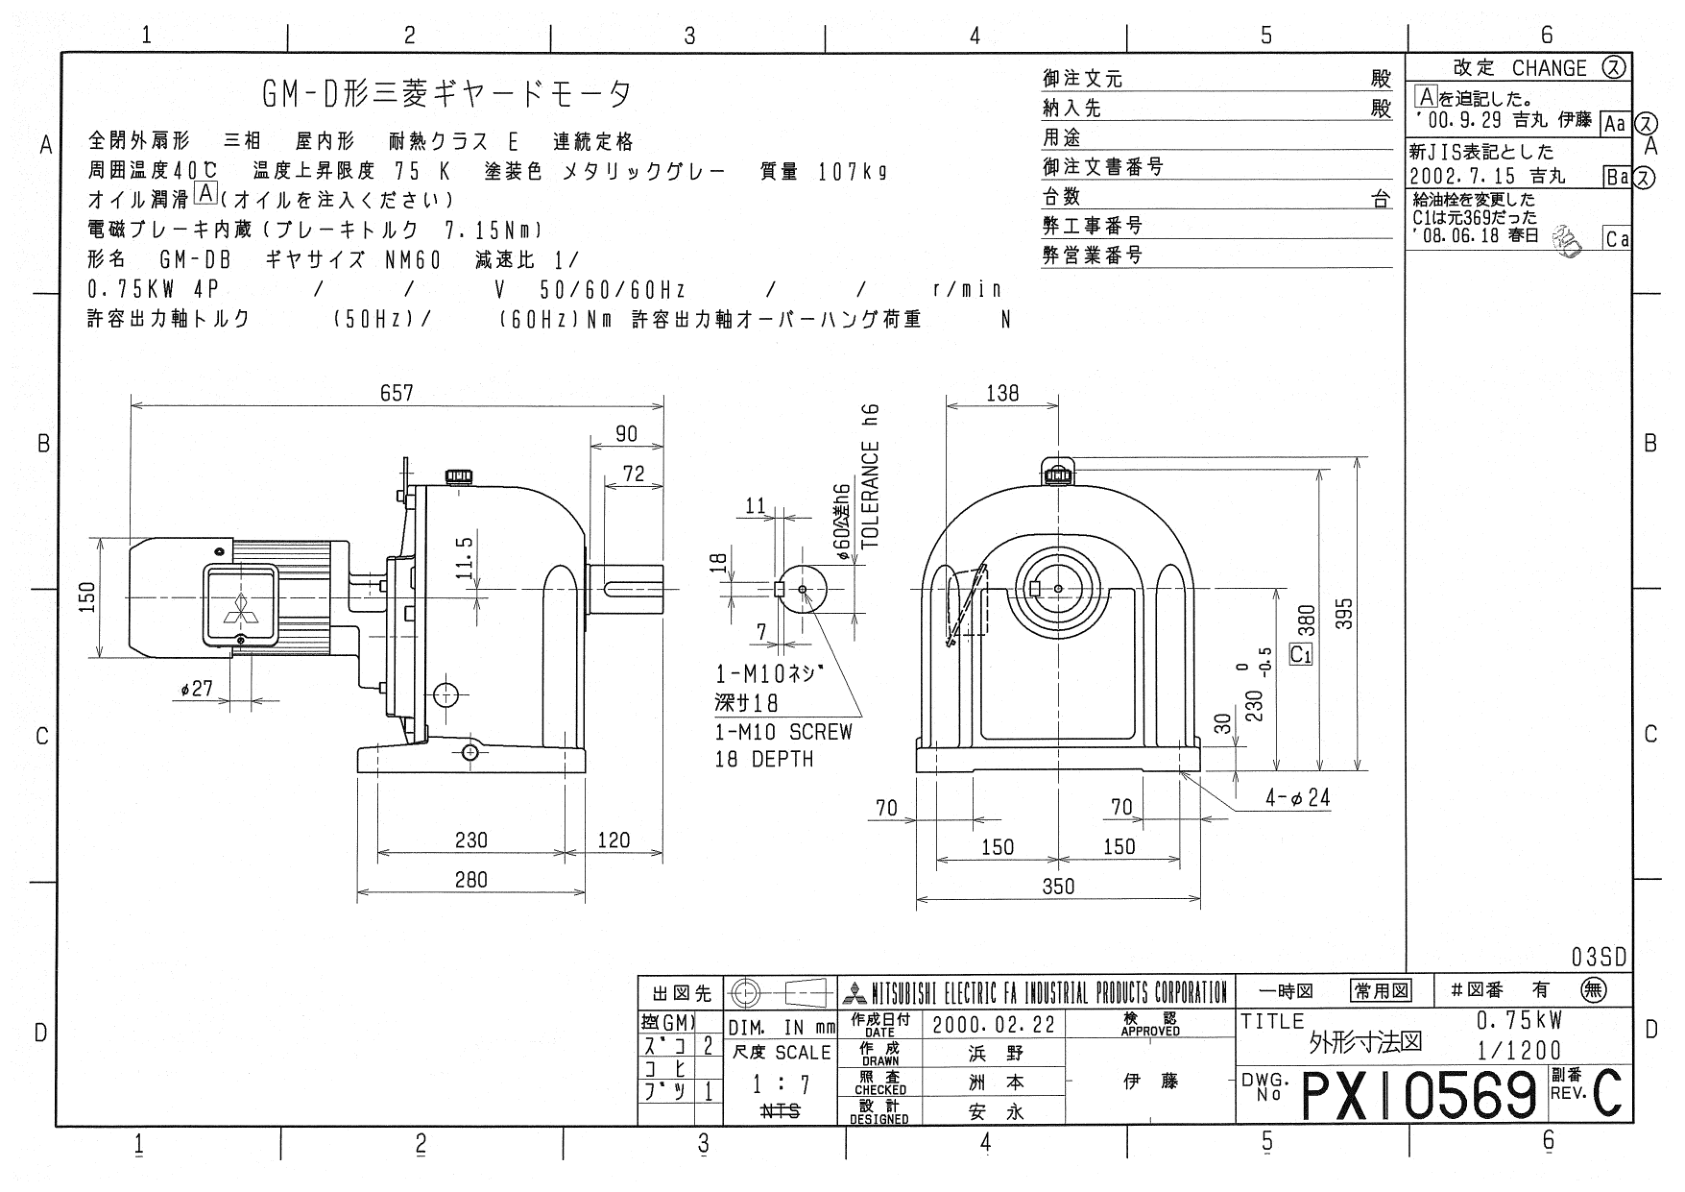 1 2 3 4 5 6
GM-D形三菱ギヤードモータ
全閉外扇形 三相 屋内形 耐熱クラス E 連続定格
周囲温度40℃ 温度上昇限度 75 K 塗装色 メタリックグレー 質量 107kg
オイル潤滑 A (オイルを注入ください)
電磁ブレーキ内蔵(ブレーキトルク 7.15Nm)
形名 GM-DB ギヤサイズ NM60 減速比 1/
0.75KW 4P / / V 50/60/60Hz / / r/min
許容出力軸トルク (50Hz)/ (60Hz)Nm 許容出力軸オーバーハング荷重 N
御注文元 殿
納入先 殿
用途
御注文書番号
台数 台
弊工事番号
弊営業番号
改定 CHANGE ス
Aを追記した。
'00.9.29 吉丸 伊藤 Aa ス
新JIS表記とした
2002.7.15 吉丸 Ba ス
給油栓を変更した
C1は元369だった
'08.06.18 春日 Ca
A A
B B
C C
D D
657
90
72
11.5
150
φ27
230 120
280
11
18
7
φ60公差h6
TOLERANCE h6
1-M10ネジ
深サ18
1-M10 SCREW
18 DEPTH
138
395
380
C1
230 0 -0.5
30
4-φ24
70 70
150 150
350
03SD
出図先
控(GM)
ズコ 2
コヒ
ブツ 1
DIM. IN mm
尺度 SCALE
1 : 7
NTS
MITSUBISHI ELECTRIC FA INDUSTRIAL PRODUCTS CORPORATION
作成日付 DATE 2000.02.22
検認 APPROVED
作成 DRAWN 浜野
照査 CHECKED 洲本
伊藤
設計 DESIGNED 安永
一時図 常用図 #図番 有 無
TITLE 0.75kW
外形寸法図 1/1200
DWG. No PX10569 副番 REV. C
1 2 3 4 5 6